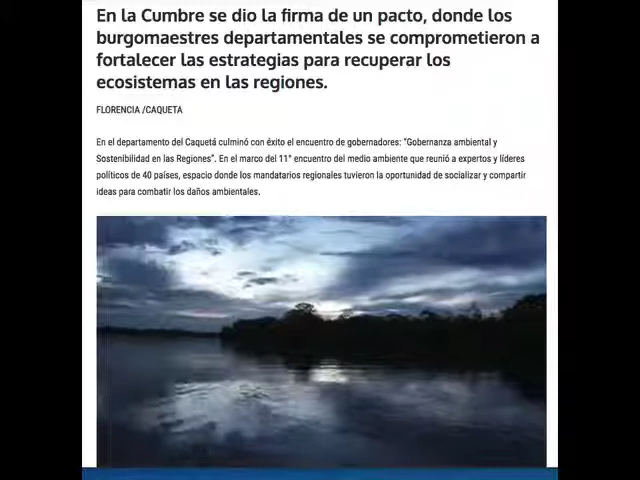 En la Cumbre se dio la firma de un pacto, donde los
burgomaestres departamentales se comprometieron a
fortalecer las estrategias para recuperar los
ecosistemas en las regiones.
FLORENCIA /CAQUETA
En el departamento del Caquetá culminó con éxito el encuentro de gobernadores: "Gobernanza ambiental y
Sostenibilidad en las Regiones". En el marco del 11° encuentro del medio ambiente que reunió a expertos y líderes
políticos de 40 países, espacio donde los mandatarios regionales tuvieron la oportunidad de socializar y compartir
ideas para combatir los daños ambientales.